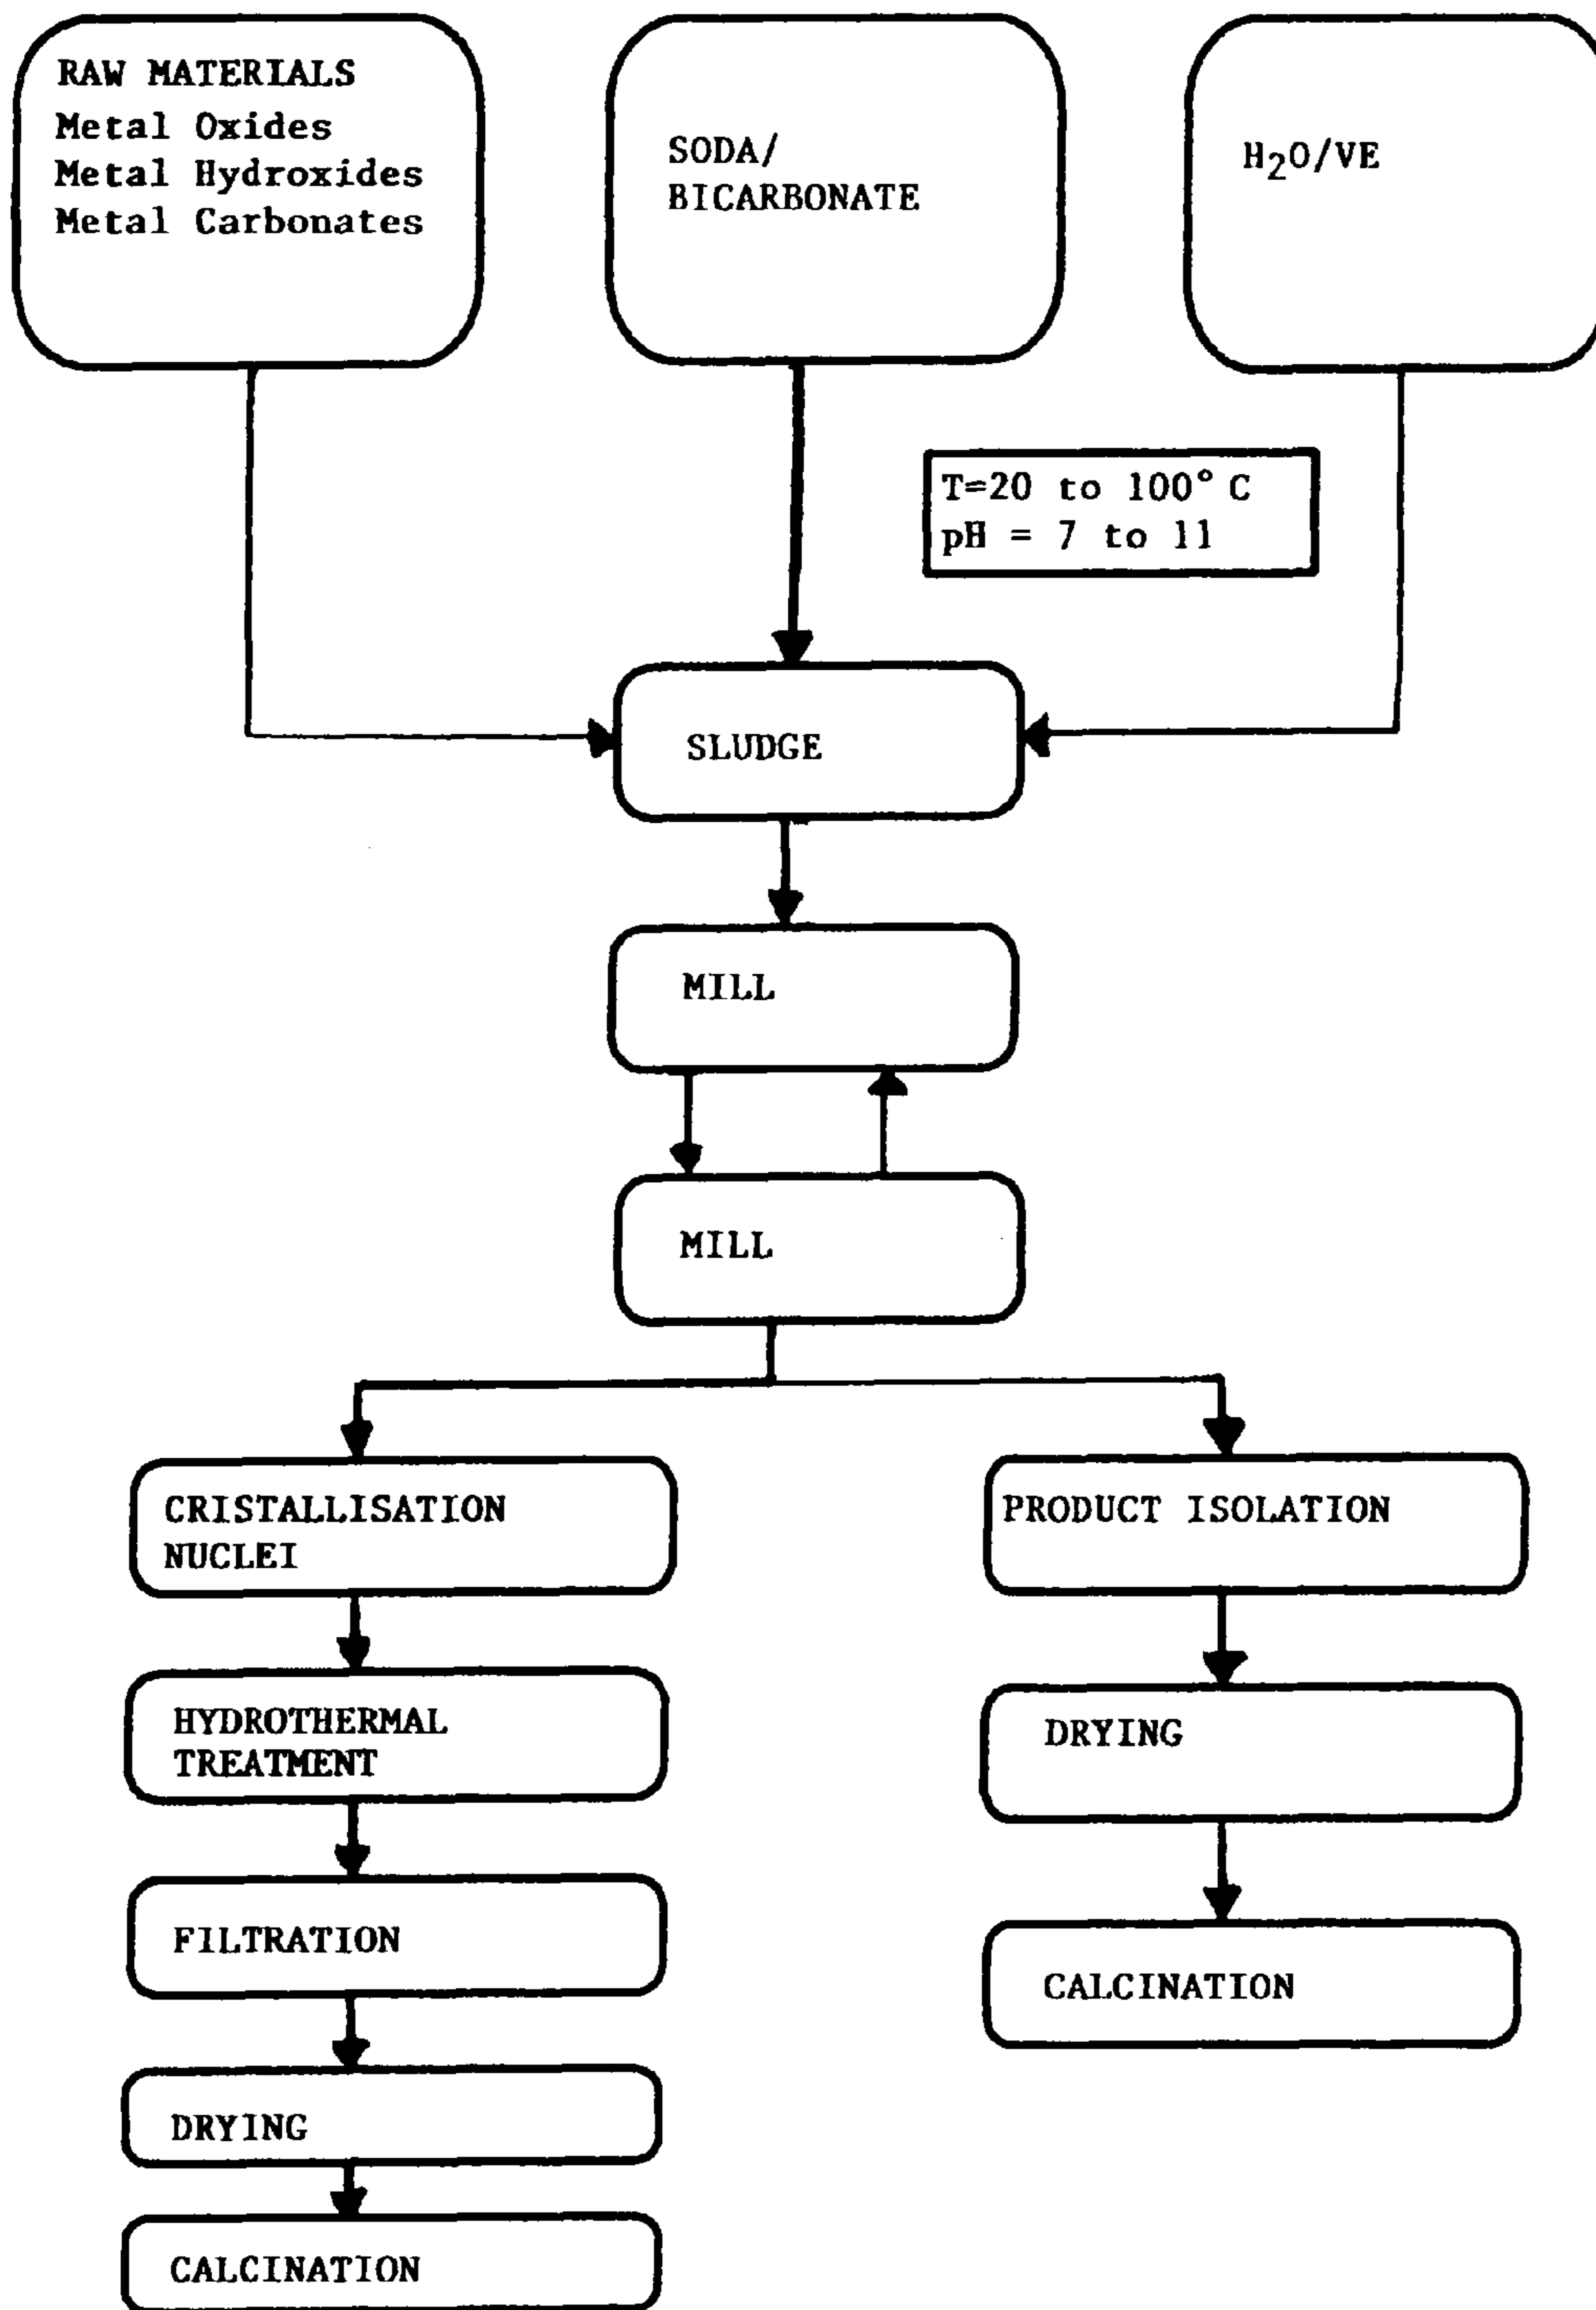 RAW MATERIALS
Metal Oxides
Metal Hydroxides
Metal Carbonates
SODA/
BICARBONATE
H₂O/VE
T=20 to 100° C
pH = 7 to 11
SLUDGE
MILL
MILL
CRISTALLISATION
NUCLEI
HYDROTHERMAL
TREATMENT
FILTRATION
DRYING
CALCINATION
PRODUCT ISOLATION
DRYING
CALCINATION